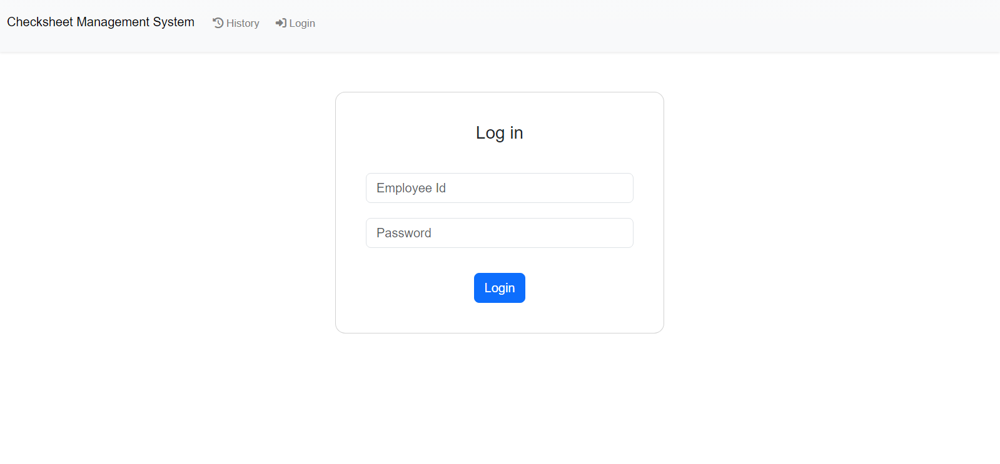 Checksheet Management System History Login
Log in
Employee Id
Password
Login